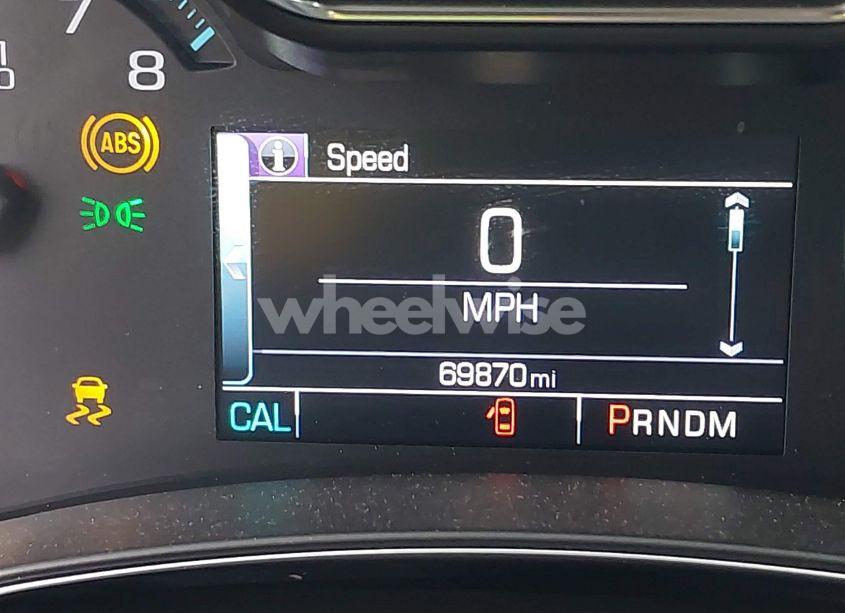 7
8
ABS
Speed
0
MPH
wheelwise
69870 mi
CAL
PRNDM